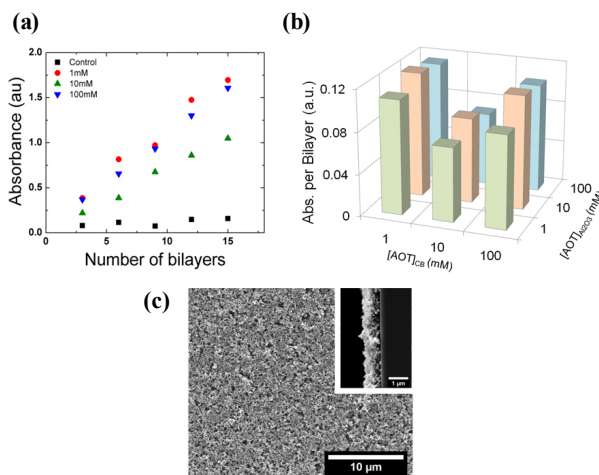 (a)
2.0
1.5
1.0
0.5
0.0
Absorbance (au)
Control
1mM
10mM
100mM
0 5 10 15
Number of bilayers
(b)
0.12
0.08
0.04
0
Abs. per Bilayer (a.u.)
1
10
100
[AOT]CB (mM)
100
10
1
[AOT]Al2O3 (mM)
(c)
1 µm
10 µm